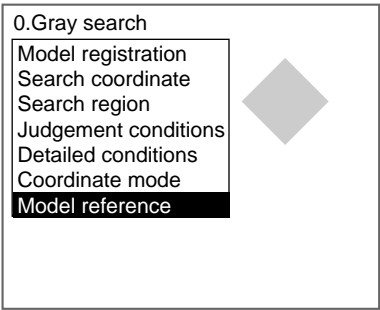 0.Gray search
Model registration
Search coordinate
Search region
Judgement conditions
Detailed conditions
Coordinate mode
Model reference